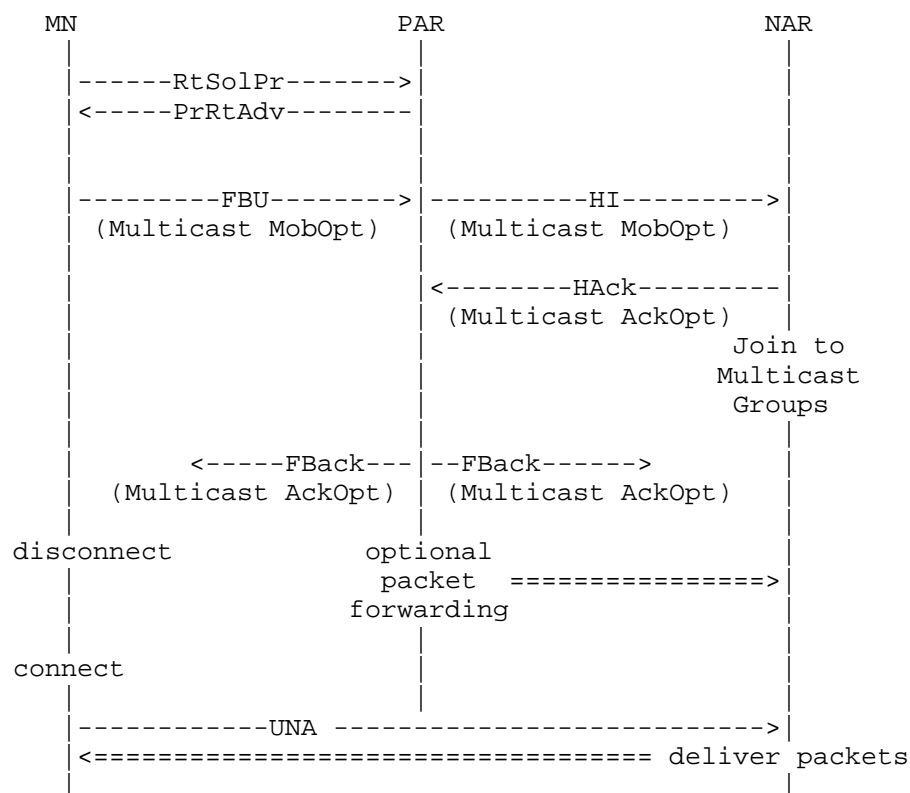 MN PAR NAR
------RtSolPr------->
<-----PrRtAdv--------
---------FBU--------> ----------HI--------->
(Multicast MobOpt) (Multicast MobOpt)
<--------HAck---------
(Multicast AckOpt)
Join to
Multicast
Groups
<-----FBack--- --FBack------>
(Multicast AckOpt) (Multicast AckOpt)
disconnect optional
packet ================>
forwarding
connect
------------UNA --------------------------->
<=================================== deliver packets